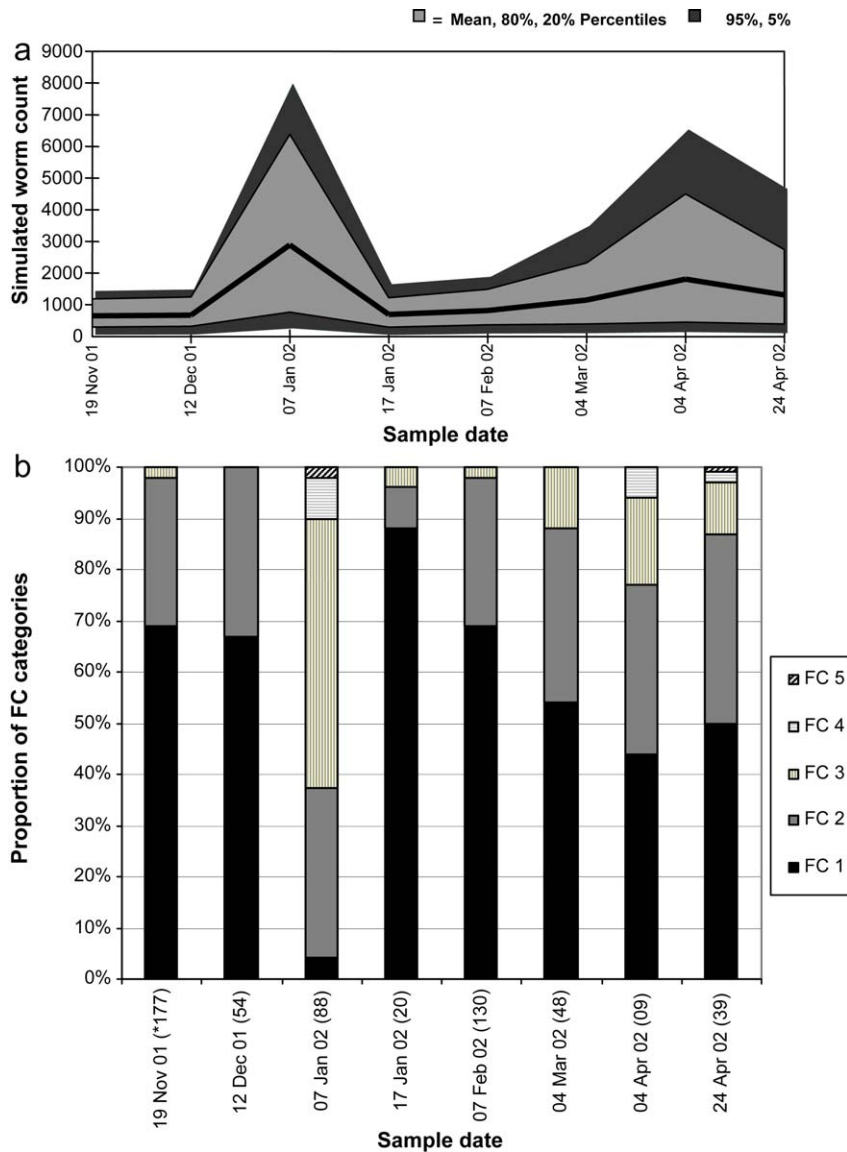 = Mean, 80%, 20% Percentiles 95%, 5%
a
Simulated worm count
9000
8000
7000
6000
5000
4000
3000
2000
1000
0
19 Nov 01
12 Dec 01
07 Jan 02
17 Jan 02
07 Feb 02
04 Mar 02
04 Apr 02
24 Apr 02
Sample date
b
Proportion of FC categories
100%
90%
80%
70%
60%
50%
40%
30%
20%
10%
0%
FC 5
FC 4
FC 3
FC 2
FC 1
19 Nov 01 (*177)
12 Dec 01 (54)
07 Jan 02 (88)
17 Jan 02 (20)
07 Feb 02 (130)
04 Mar 02 (48)
04 Apr 02 (09)
24 Apr 02 (39)
Sample date